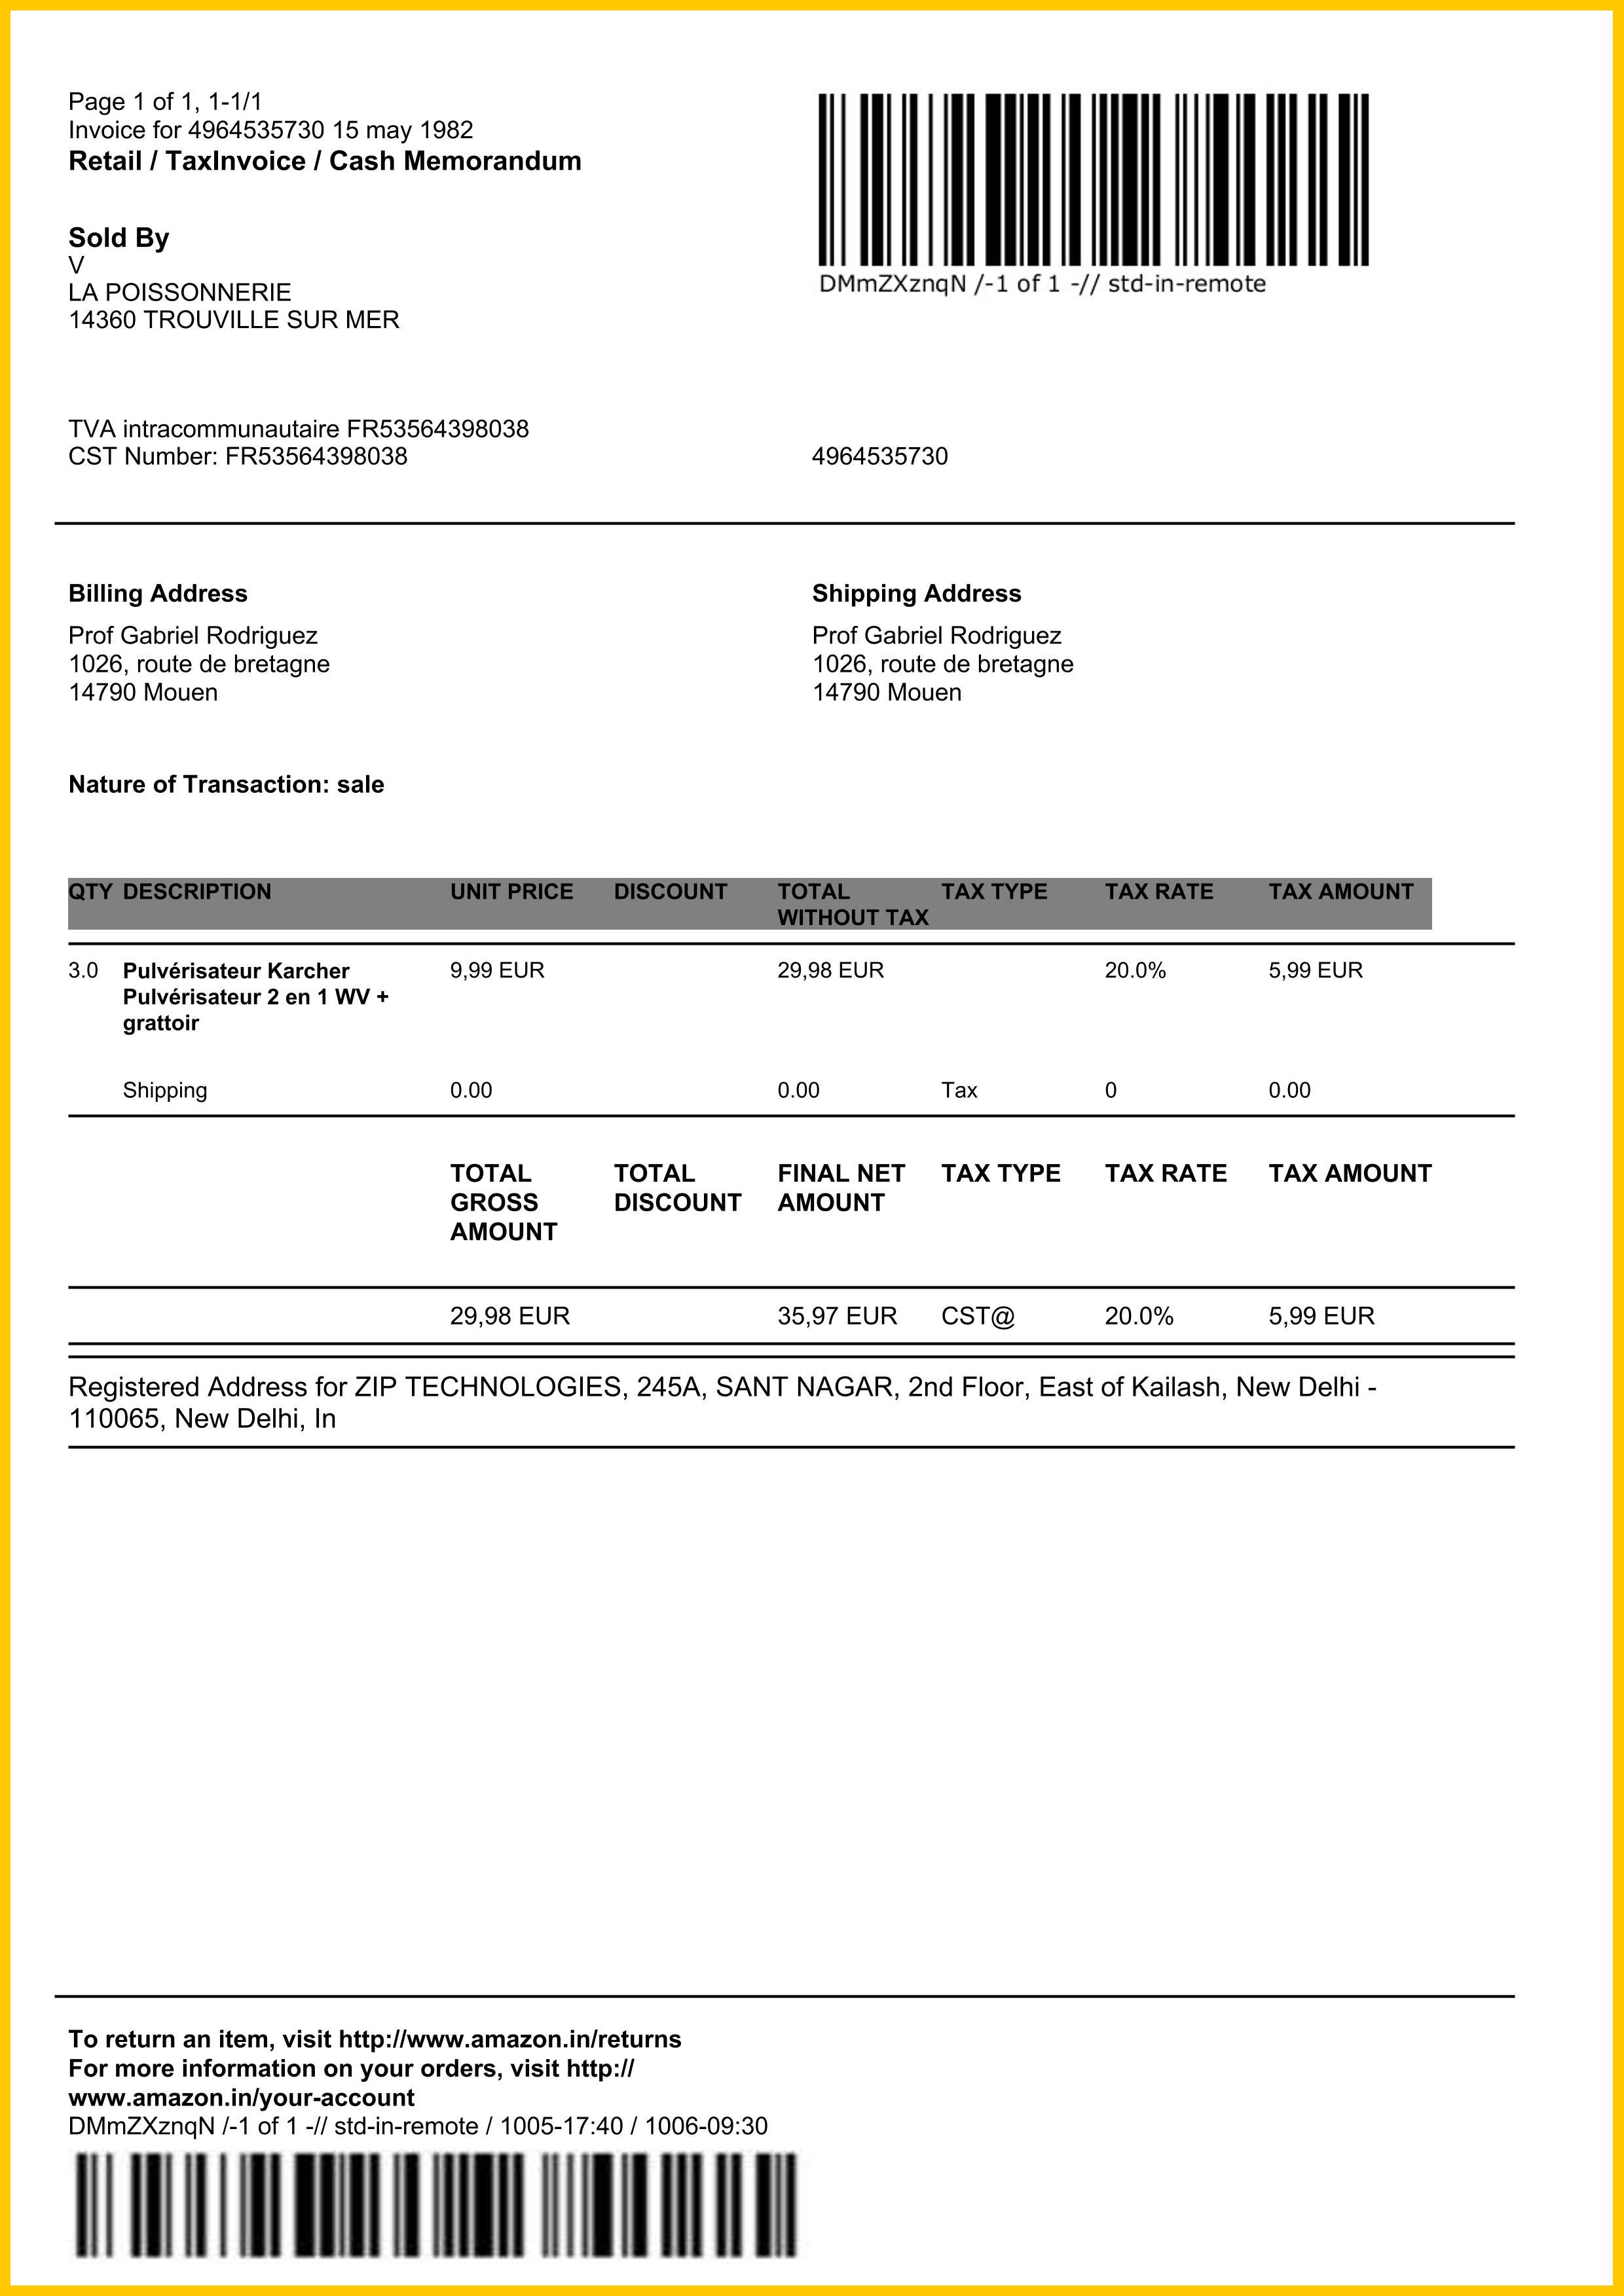 Page 1 of 1, 1-1/1
Invoice for 4964535730 15 may 1982
Retail / TaxInvoice / Cash Memorandum
DMmZXznqN /-1 of 1 -// std-in-remote
Sold By
V
LA POISSONNERIE
14360 TROUVILLE SUR MER
TVA intracommunautaire FR53564398038
CST Number: FR53564398038
4964535730
Billing Address
Prof Gabriel Rodriguez
1026, route de bretagne
14790 Mouen
Shipping Address
Prof Gabriel Rodriguez
1026, route de bretagne
14790 Mouen
Nature of Transaction: sale
QTY DESCRIPTION UNIT PRICE DISCOUNT TOTAL TAX TYPE TAX RATE TAX AMOUNT
WITHOUT TAX
3.0 Pulvérisateur Karcher 9,99 EUR 29,98 EUR 20.0% 5,99 EUR
Pulvérisateur 2 en 1 WV +
grattoir
Shipping 0.00 0.00 Tax 0 0.00
TOTAL TOTAL FINAL NET TAX TYPE TAX RATE TAX AMOUNT
GROSS DISCOUNT AMOUNT
AMOUNT
29,98 EUR 35,97 EUR CST@ 20.0% 5,99 EUR
Registered Address for ZIP TECHNOLOGIES, 245A, SANT NAGAR, 2nd Floor, East of Kailash, New Delhi -
110065, New Delhi, In
To return an item, visit http://www.amazon.in/returns
For more information on your orders, visit http://
www.amazon.in/your-account
DMmZXznqN /-1 of 1 -// std-in-remote / 1005-17:40 / 1006-09:30